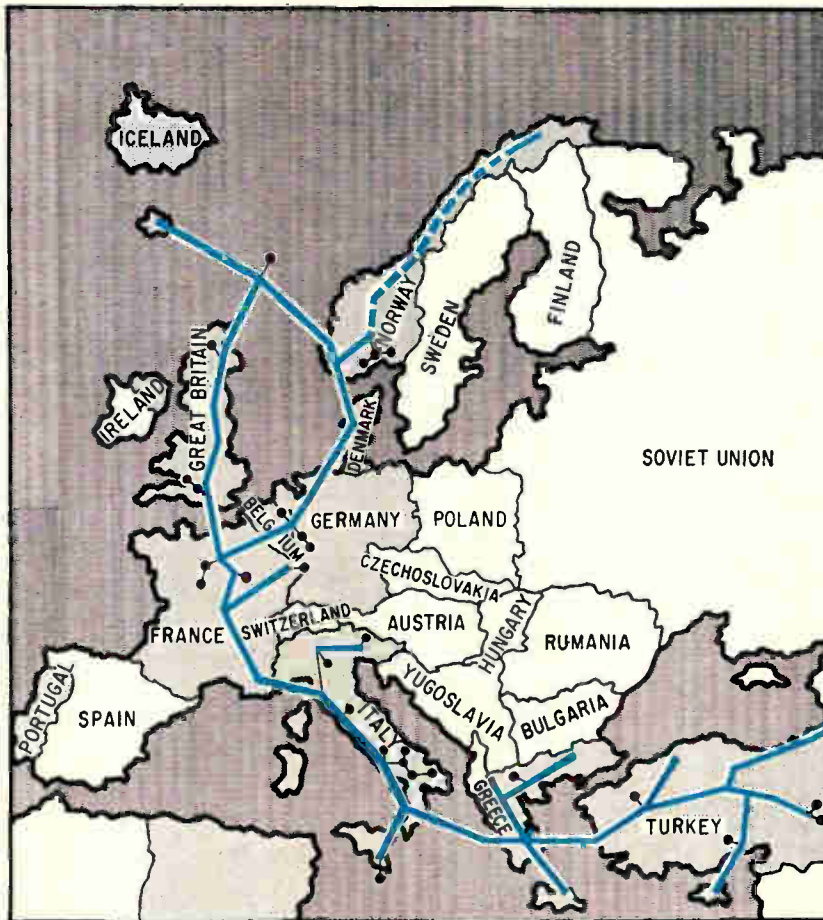 ICELAND
NORWAY
SWEDEN
FINLAND
IRELAND
GREAT BRITAIN
DENMARK
SOVIET UNION
BELGIUM
GERMANY
POLAND
CZECHOSLOVAKIA
FRANCE
SWITZERLAND
AUSTRIA
HUNGARY
RUMANIA
PORTUGAL
SPAIN
ITALY
YUGOSLAVIA
BULGARIA
GREECE
TURKEY